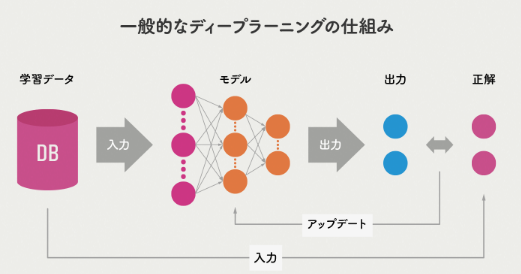 一般的なディープラーニングの仕組み
学習データ
モデル
出力
正解
DB
入力
出力
アップデート
入力